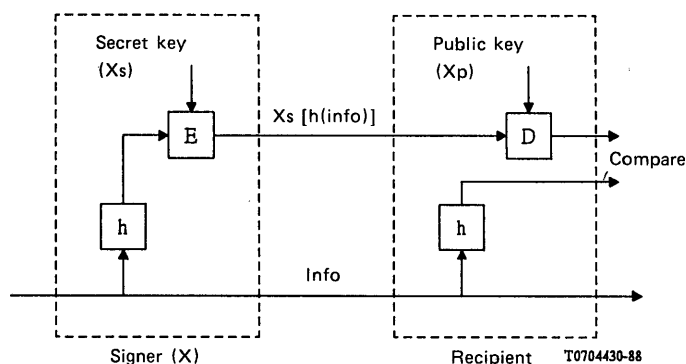 Secret key
(Xs)
Public key
(Xp)
E
Xs [h(info)]
D
Compare
h
h
Info
Signer (X)
Recipient
T0704430-88